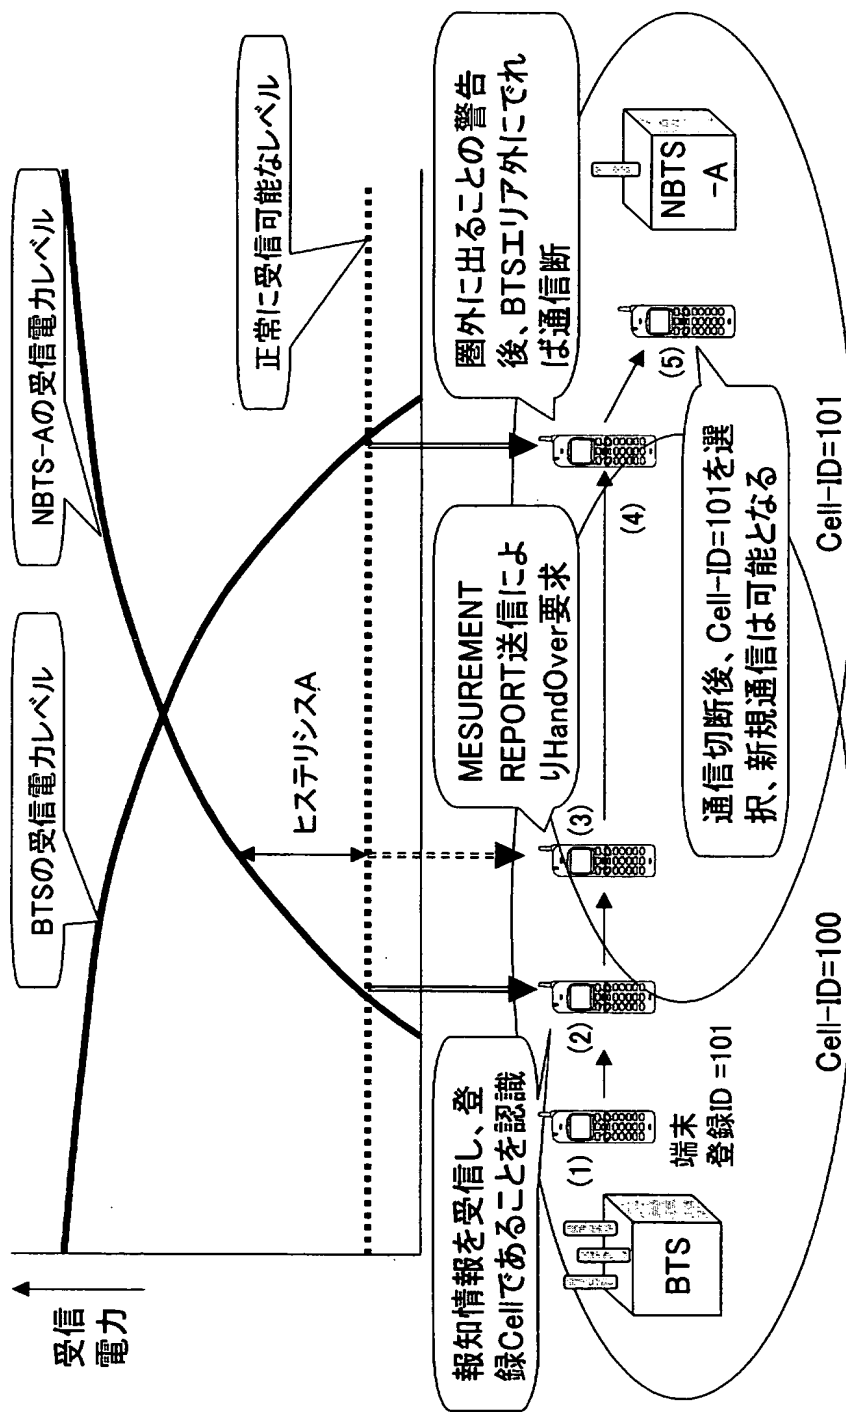 受信
電力
BTSの受信電力レベル
NBTS-Aの受信電力レベル
正常に受信可能なレベル
ヒステリシスA
報知情報を受信し、登
録Cellであることを認識
MESUREMENT
REPORT送信によ
りHandOver要求
圏外に出ることの警告
後、BTSエリア外にでれ
ば通信断
(1)
(2)
(3)
(4)
(5)
BTS
端末
登録ID=101
通信切断後、Cell-ID=101を選
択、新規通信は可能となる
NBTS
-A
Cell-ID=100
Cell-ID=101